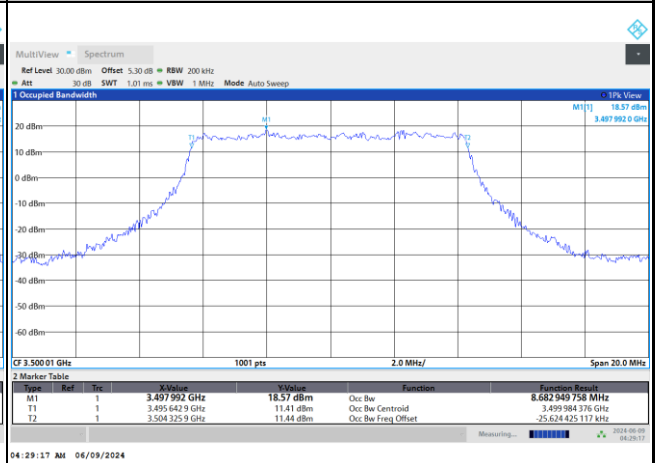 MultiView Spectrum
Ref Level 30.00 dBm Offset 5.30 dB RBW 200 kHz
Att 30 dB SWT 1.01 ms VBW 1 MHz Mode Auto Sweep
1 Occupied Bandwidth 1Pk View
M1[1] 18.57 dBm
3.497 992 0 GHz
M1
20 dBm
T1 T2
10 dBm
0 dBm
-10 dBm
-20 dBm
-30 dBm
-40 dBm
-50 dBm
-60 dBm
CF 3.500 01 GHz 1001 pts 2.0 MHz/ Span 20.0 MHz
2 Marker Table
Type Ref Trc X-Value Y-Value Function Function Result
M1 1 3.497 992 GHz 18.57 dBm Occ Bw 8.682 949 758 MHz
T1 1 3.495 642 9 GHz 11.41 dBm Occ Bw Centroid 3.499 984 376 GHz
T2 1 3.504 325 9 GHz 11.44 dBm Occ Bw Freq Offset -25.624 425 117 kHz
Measuring... 2024-06-09
04:29:17
04:29:17 AM 06/09/2024